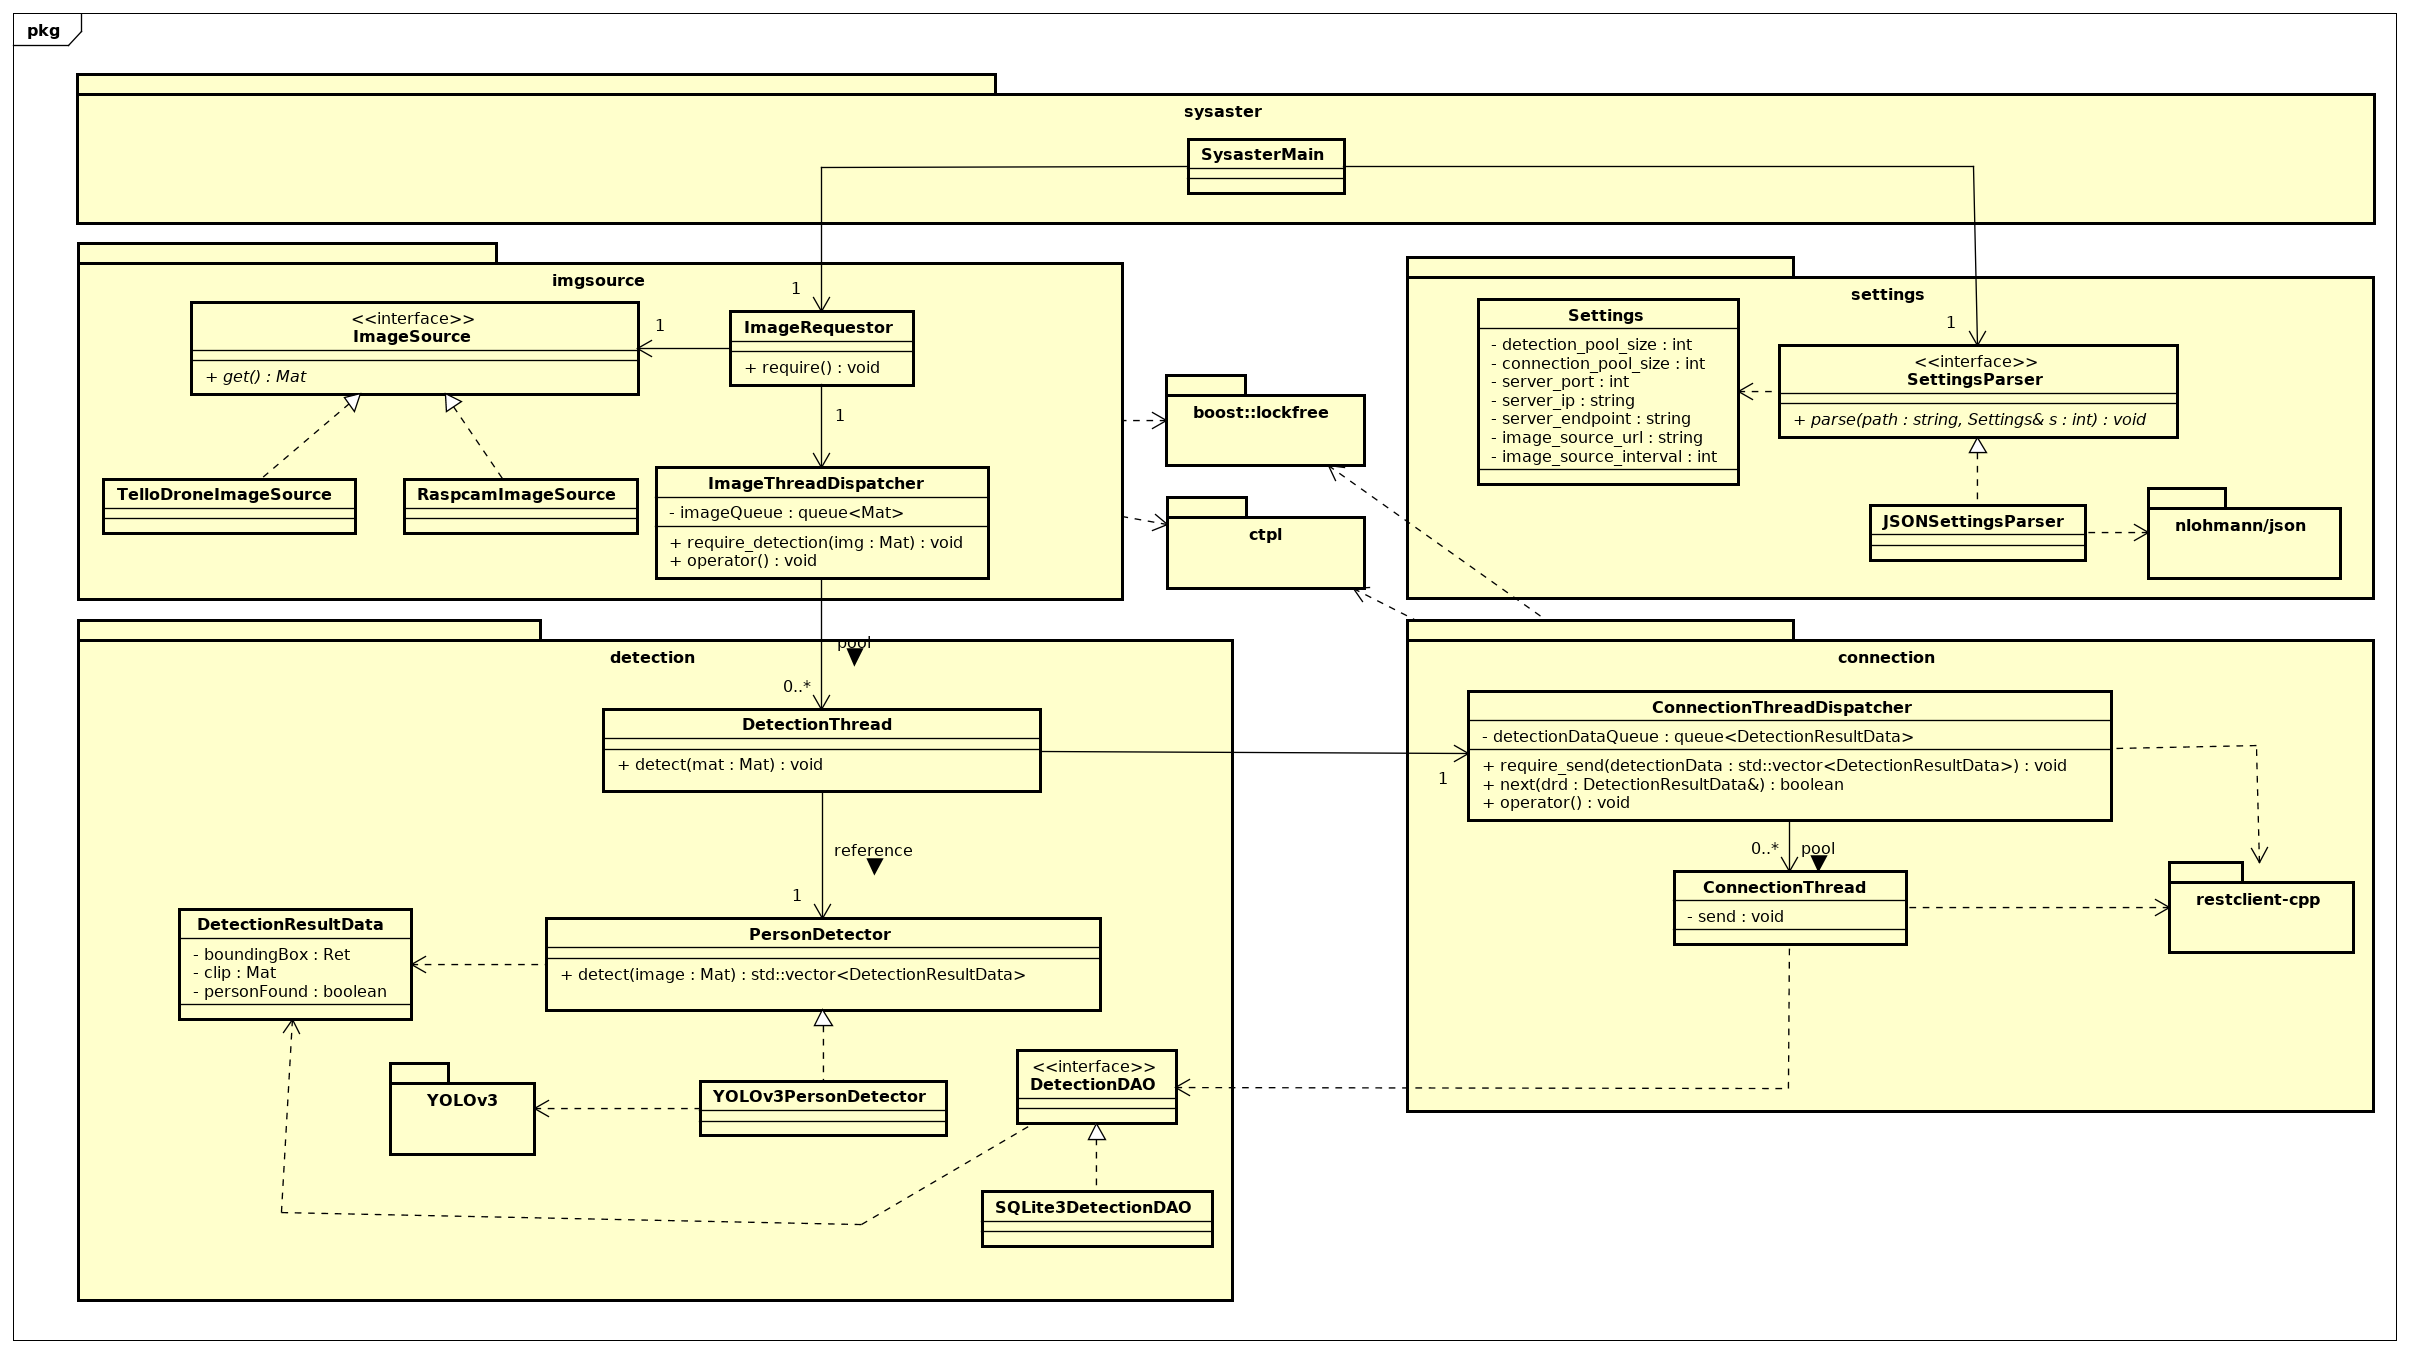 pkg
sysaster
SysasterMain
imgsource
1
<<interface>>
ImageSource
+ get() : Mat
1
ImageRequestor
+ require() : void
TelloDroneImageSource
RaspcamImageSource
1
ImageThreadDispatcher
- imageQueue : queue<Mat>
+ require_detection(img : Mat) : void
+ operator() : void
boost::lockfree
ctpl
settings
Settings
- detection_pool_size : int
- connection_pool_size : int
- server_port : int
- server_ip : string
- server_endpoint : string
- image_source_url : string
- image_source_interval : int
1
<<interface>>
SettingsParser
+ parse(path : string, Settings& s : int) : void
JSONSettingsParser
nlohmann/json
detection
pool
0..*
DetectionThread
+ detect(mat : Mat) : void
reference
1
DetectionResultData
- boundingBox : Ret
- clip : Mat
- personFound : boolean
PersonDetector
+ detect(image : Mat) : std::vector<DetectionResultData>
YOLOv3
YOLOv3PersonDetector
<<interface>>
DetectionDAO
SQLite3DetectionDAO
connection
1
ConnectionThreadDispatcher
- detectionDataQueue : queue<DetectionResultData>
+ require_send(detectionData : std::vector<DetectionResultData>) : void
+ next(drd : DetectionResultData&) : boolean
+ operator() : void
0..*
pool
ConnectionThread
- send : void
restclient-cpp